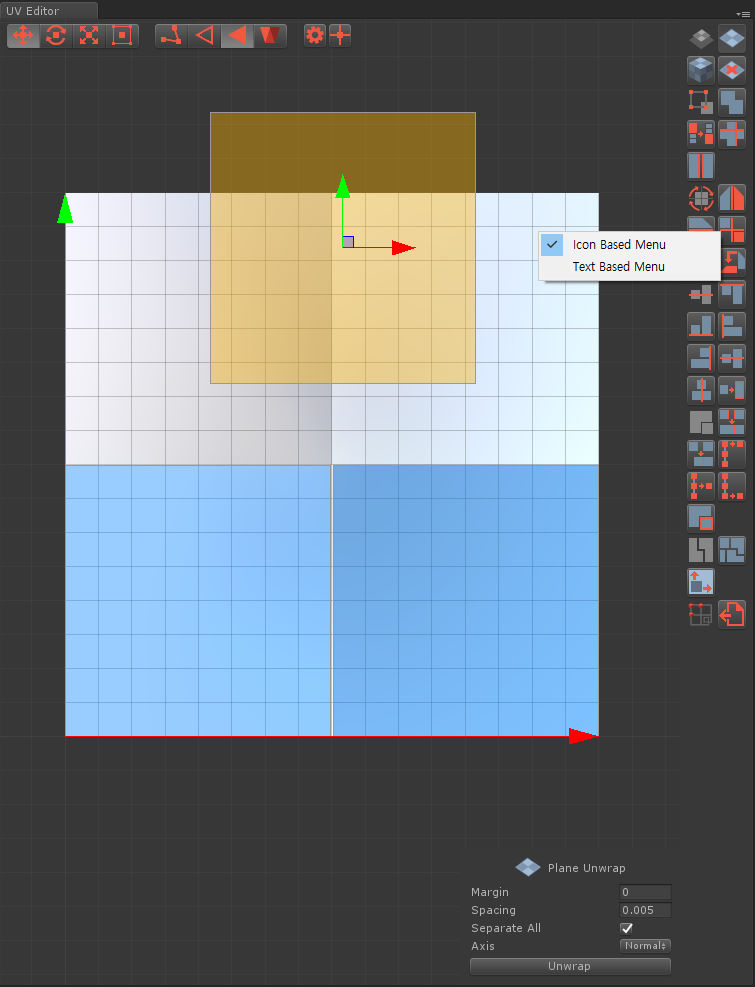 UV Editor
Icon Based Menu
Text Based Menu
Plane Unwrap
Margin 0
Spacing 0.005
Separate All
Axis Normal
Unwrap